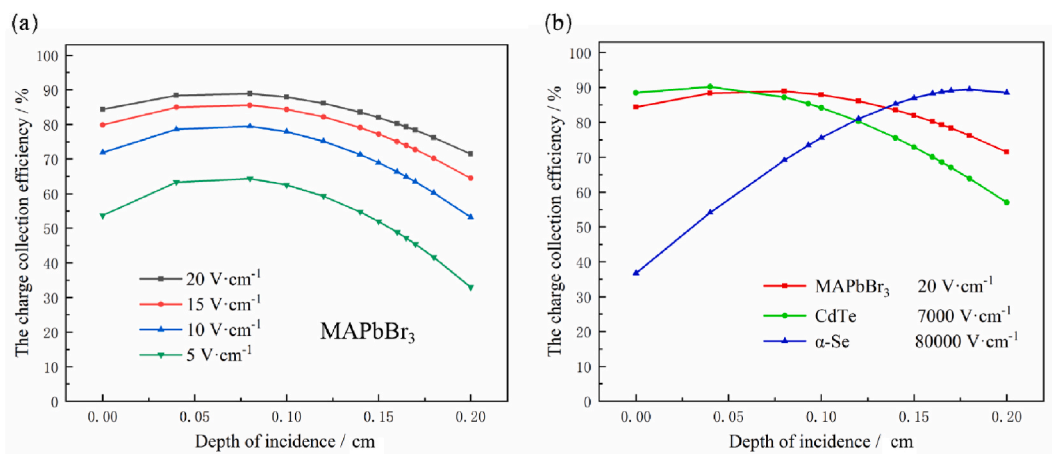 (a)
The charge collection efficiency / %
100
90
80
70
60
50
40
30
20
10
0
20 V·cm⁻¹
15 V·cm⁻¹
10 V·cm⁻¹
5 V·cm⁻¹
MAPbBr₃
0.00 0.05 0.10 0.15 0.20
Depth of incidence / cm
(b)
The charge collection efficiency / %
100
90
80
70
60
50
40
30
20
10
0
MAPbBr₃ 20 V·cm⁻¹
CdTe 7000 V·cm⁻¹
α-Se 80000 V·cm⁻¹
0.00 0.05 0.10 0.15 0.20
Depth of incidence / cm